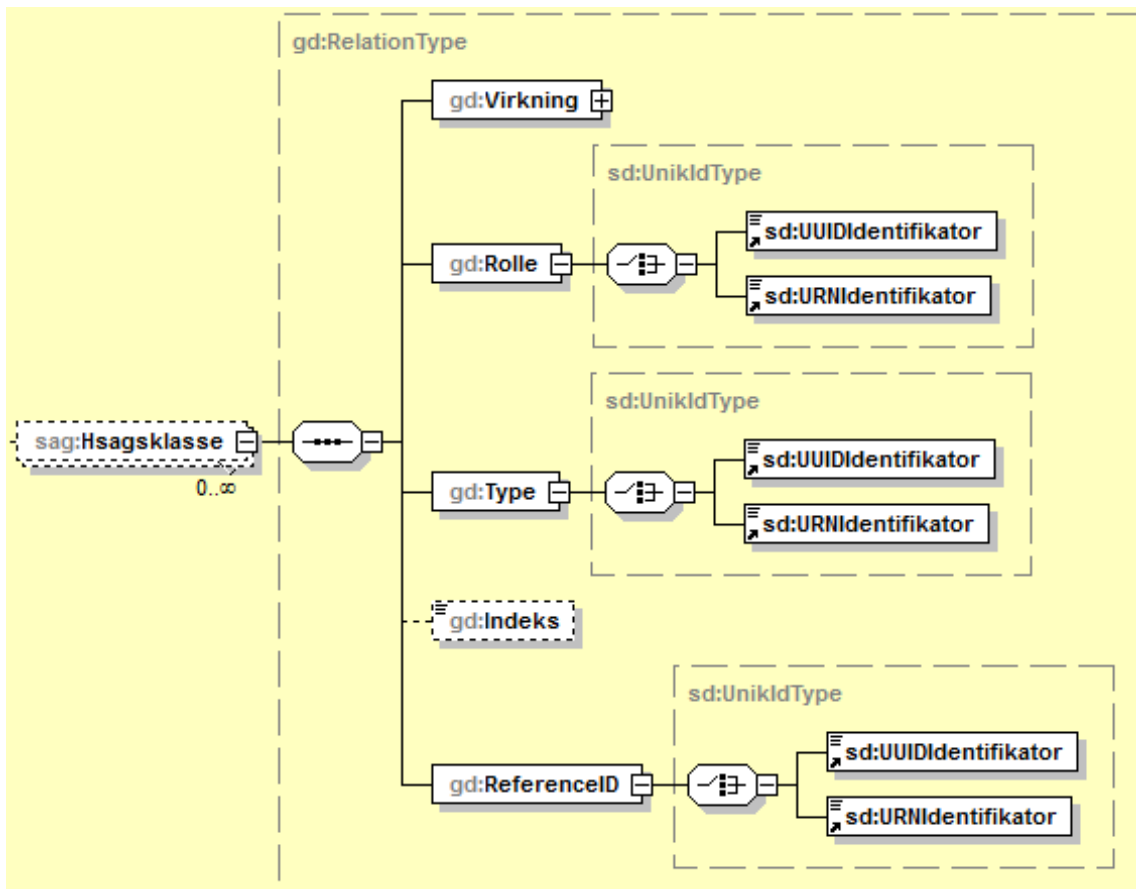 gd:RelationType
gd:Virkning
sd:UnikIdType
sd:UUIDIdentifikator
gd:Rolle
sd:URNIdentifikator
sd:UnikIdType
sag:Hsagsklasse
0..∞
sd:UUIDIdentifikator
gd:Type
sd:URNIdentifikator
gd:Indeks
sd:UnikIdType
sd:UUIDIdentifikator
gd:ReferenceID
sd:URNIdentifikator